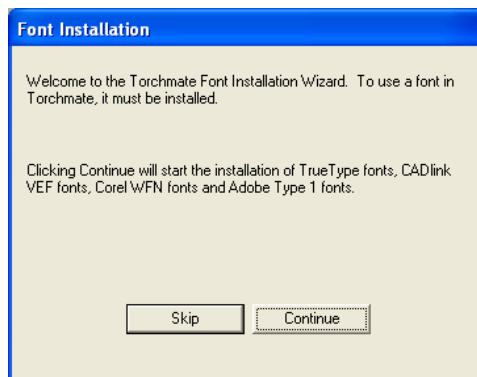 Font Installation
Welcome to the Torchmate Font Installation Wizard. To use a font in
Torchmate, it must be installed.
Clicking Continue will start the installation of TrueType fonts, CADlink
VEF fonts, Corel WFN fonts and Adobe Type 1 fonts.
Skip
Continue